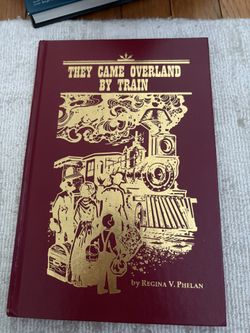 THEY CAME OVERLAND
BY TRAIN
by REGINA V. PHELAN